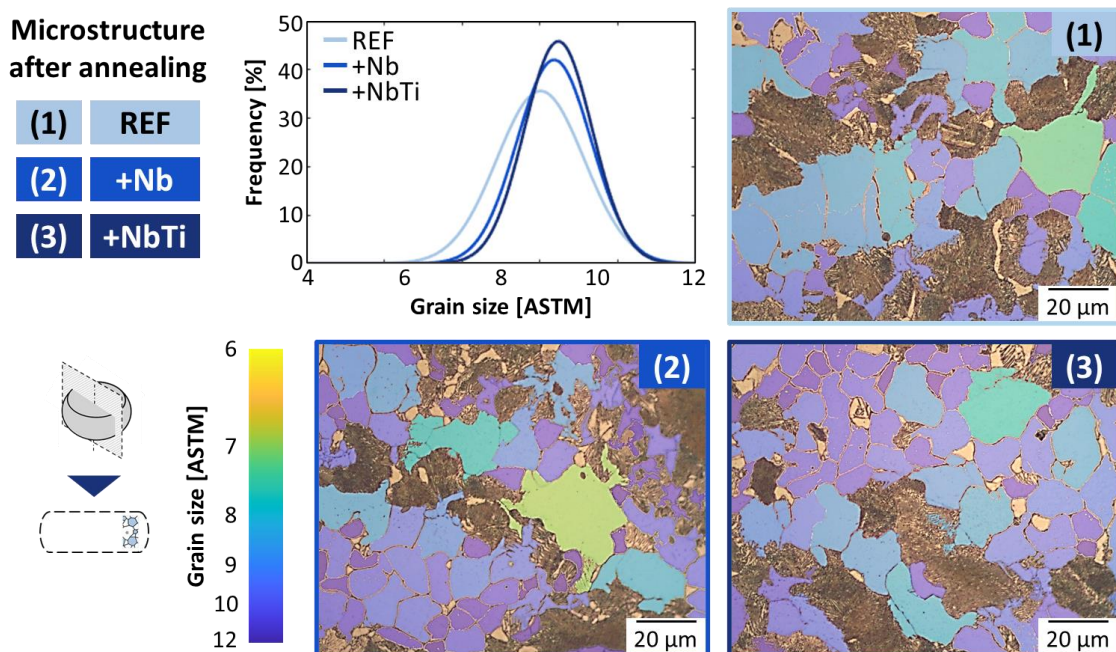 Microstructure
after annealing
(1) REF
(2) +Nb
(3) +NbTi
Frequency [%]
50
40
30
20
10
0
REF
+Nb
+NbTi
4 6 8 10 12
Grain size [ASTM]
(1)
20 µm
Grain size [ASTM]
6
7
8
9
10
12
(2)
20 µm
(3)
20 µm